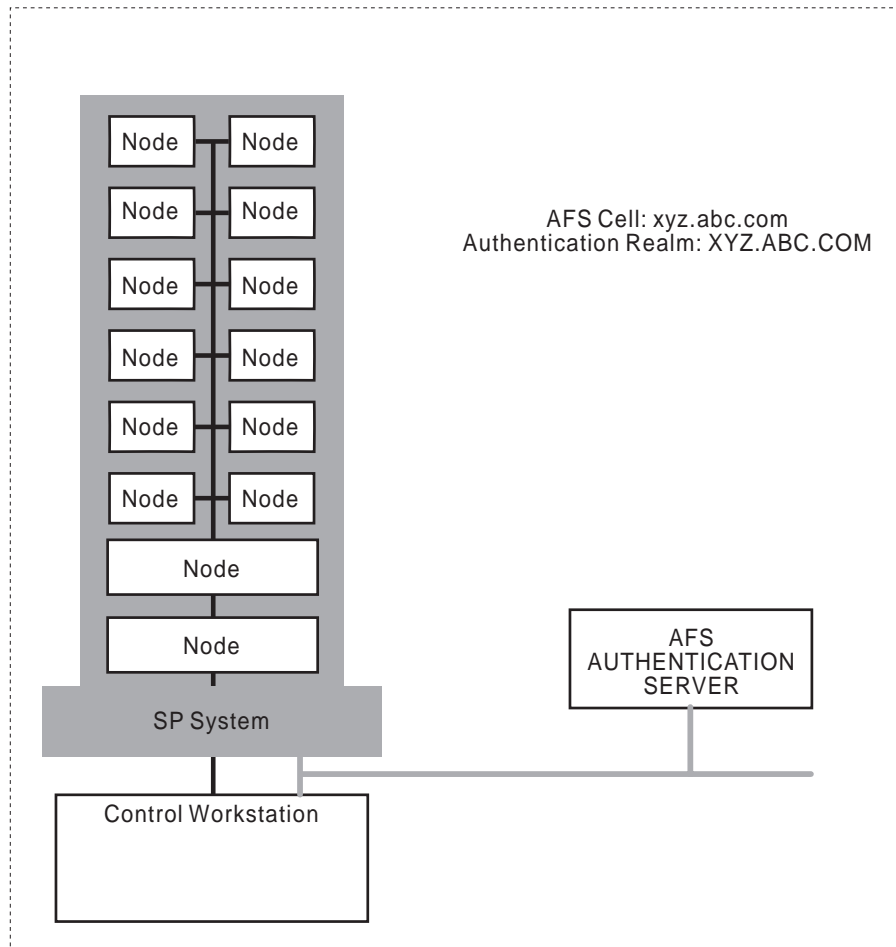 Node Node
Node Node
Node Node
Node Node
Node Node
Node Node
Node
Node
SP System
Control Workstation
AFS Cell: xyz.abc.com
Authentication Realm: XYZ.ABC.COM
AFS
AUTHENTICATION
SERVER